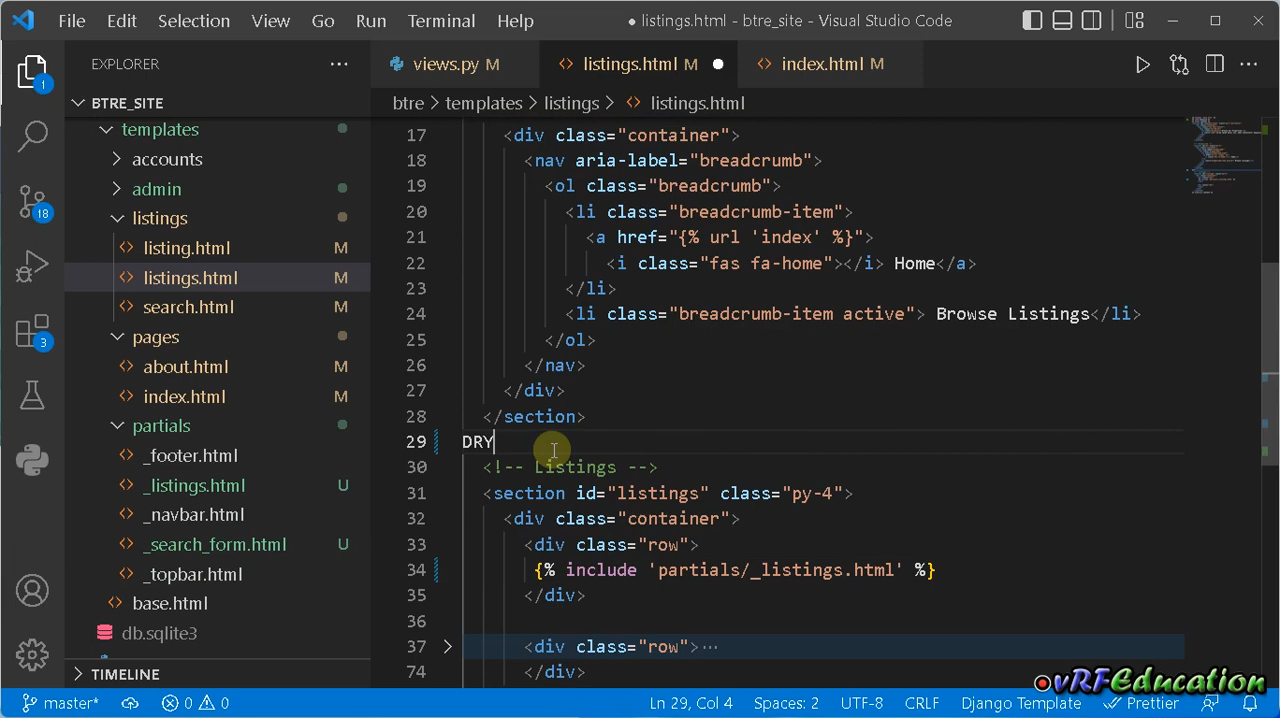 File Edit Selection View Go Run Terminal Help ● listings.html - btre_site - Visual Studio Code
EXPLORER
views.py M
listings.html M
index.html M
1
BTRE_SITE
btre > templates > listings > listings.html
templates
accounts
admin
listings
listing.html M
listings.html M
search.html M
pages
about.html M
index.html M
partials
_footer.html
_listings.html U
_navbar.html
_search_form.html U
_topbar.html
base.html
db.sqlite3
TIMELINE
18
3
17 <div class="container">
18 <nav aria-label="breadcrumb">
19 <ol class="breadcrumb">
20 <li class="breadcrumb-item">
21 <a href="{% url 'index' %}">
22 <i class="fas fa-home"></i> Home</a>
23 </li>
24 <li class="breadcrumb-item active"> Browse Listings</li>
25 </ol>
26 </nav>
27 </div>
28 </section>
29 DRY
30 <!-- Listings -->
31 <section id="listings" class="py-4">
32 <div class="container">
33 <div class="row">
34 {% include 'partials/_listings.html' %}
35 </div>
36
37 <div class="row">···
74 </div>
vRFEducation
master* 0 0 Ln 29, Col 4 Spaces: 2 UTF-8 CRLF Django Template Prettier